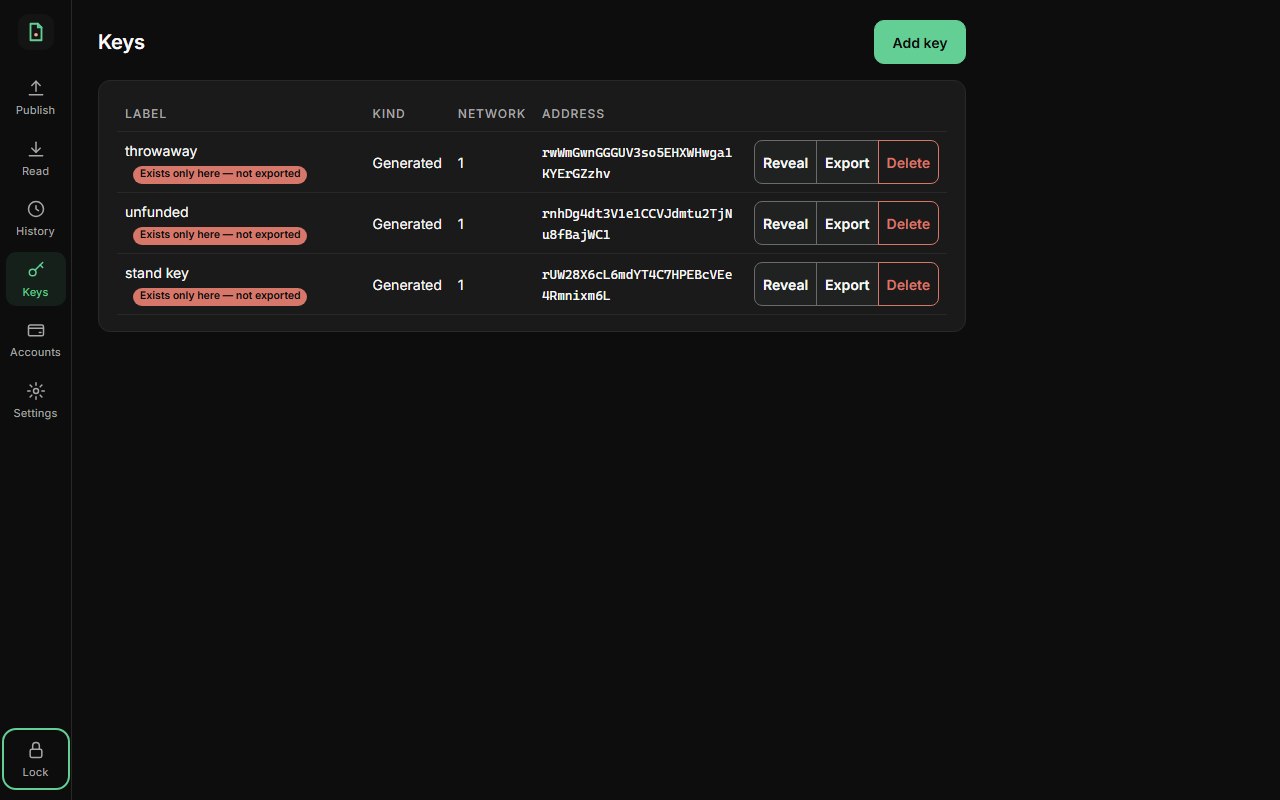 Keys
Add key
Publish
Read
History
Keys
Accounts
Settings
Lock
LABEL KIND NETWORK ADDRESS
throwaway
Exists only here — not exported
Generated 1
rwWmGwnGGGUV3so5EHXWHwga1
KYErGZzhv
Reveal Export Delete
unfunded
Exists only here — not exported
Generated 1
rnhDg4dt3V1e1CCVJdmtu2TjN
u8fBajWC1
Reveal Export Delete
stand key
Exists only here — not exported
Generated 1
rUW28X6cL6mdYT4C7HPEBcVEe
4Rmnixm6L
Reveal Export Delete